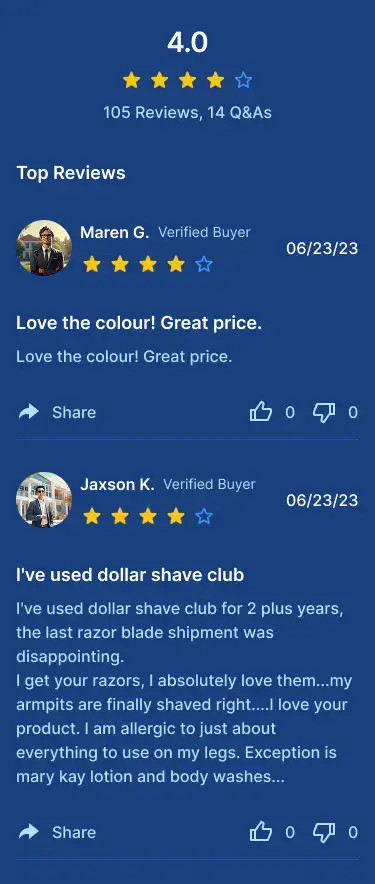 4.0
105 Reviews, 14 Q&As
Top Reviews
Maren G. Verified Buyer
06/23/23
Love the colour! Great price.
Love the colour! Great price.
Share 0 0
Jaxson K. Verified Buyer
06/23/23
I've used dollar shave club
I've used dollar shave club for 2 plus years,
the last razor blade shipment was
disappointing.
I get your razors, I absolutely love them...my
armpits are finally shaved right....I love your
product. I am allergic to just about
everything to use on my legs. Exception is
mary kay lotion and body washes...
Share 0 0